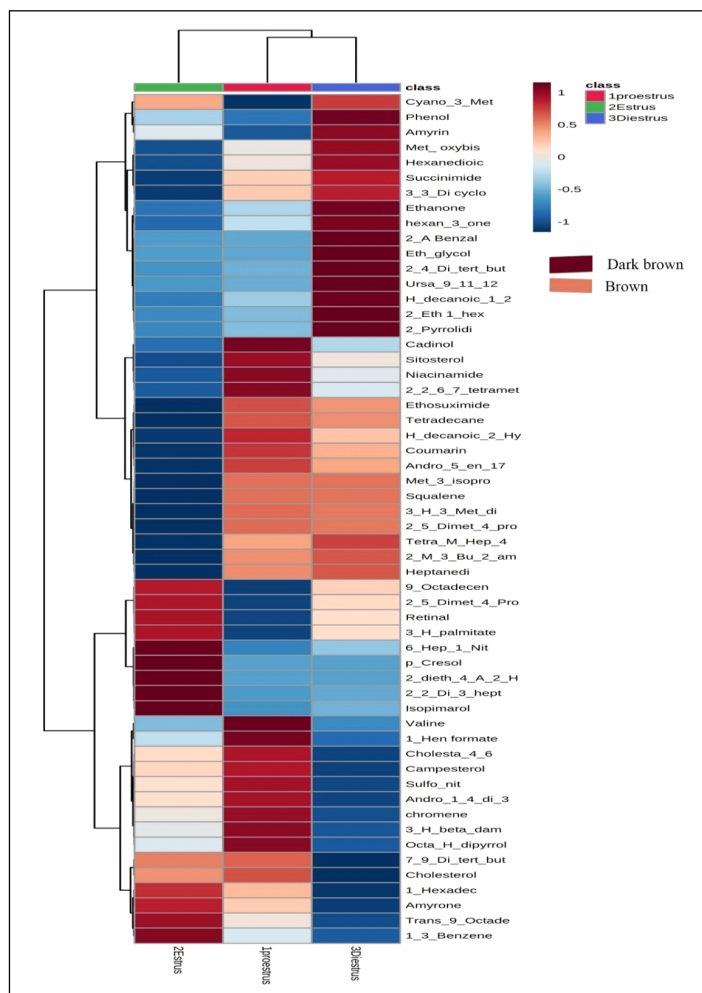 class
Cyano_3_Met
Phenol
Amyrin
Met_ oxybis
Hexanedioic
Succinimide
3_3_Di cyclo
Ethanone
hexan_3_one
2_A Benzal
Eth_glycol
2_4_Di_tert_but
Ursa_9_11_12
H_decanoic_1_2
2_Eth 1_hex
2_Pyrrolidi
Cadinol
Sitosterol
Niacinamide
2_2_6_7_tetramet
Ethosuximide
Tetradecane
H_decanoic_2_Hy
Coumarin
Andro_5_en_17
Met_3_isopro
Squalene
3_H_3_Met_di
2_5_Dimet_4_pro
Tetra_M_Hep_4
2_M_3_Bu_2_am
Heptanedi
9_Octadecen
2_5_Dimet_4_Pro
Retinal
3_H_palmitate
6_Hep_1_Nit
p_Cresol
2_dieth_4_A_2_H
2_2_Di_3_hept
Isopimarol
Valine
1_Hen formate
Cholesta_4_6
Campesterol
Sulfo_nit
Andro_1_4_di_3
chromene
3_H_beta_dam
Octa_H_dipyrrol
7_9_Di_tert_but
Cholesterol
1_Hexadec
Amyrone
Trans_9_Octade
1_3_Benzene
2Estrus
1proestrus
3Diestrus
1
0.5
0
-0.5
-1
class
1proestrus
2Estrus
3Diestrus
Dark brown
Brown